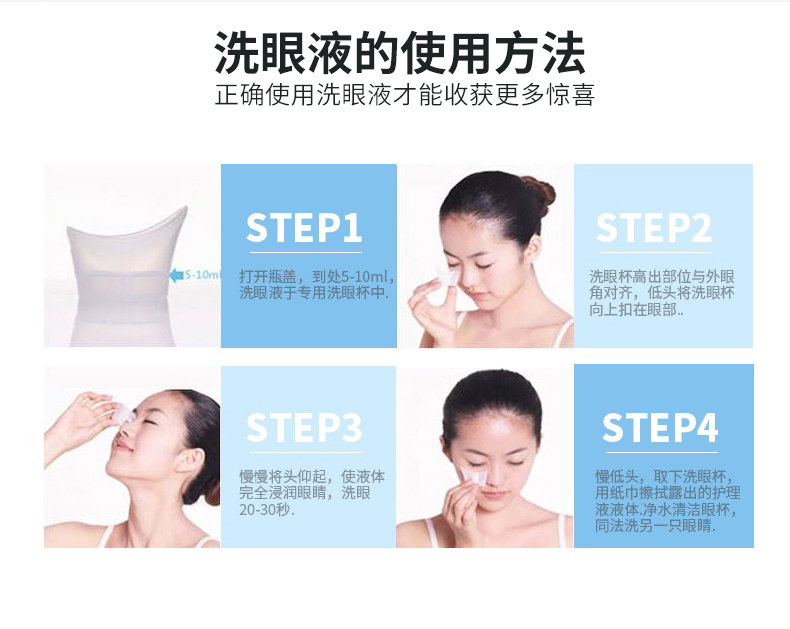 洗眼液的使用方法
正确使用洗眼液才能收获更多惊喜
5-10ml
STEP1
打开瓶盖，到处5-10ml，
洗眼液于专用洗眼杯中.
STEP2
洗眼杯高出部位与外眼
角对齐，低头将洗眼杯
向上扣在眼部..
STEP3
慢慢将头仰起，使液体
完全浸润眼睛，洗眼
20-30秒.
STEP4
慢低头，取下洗眼杯，
用纸巾擦拭露出的护理
液液体.净水清洁眼杯，
同法洗另一只眼睛.